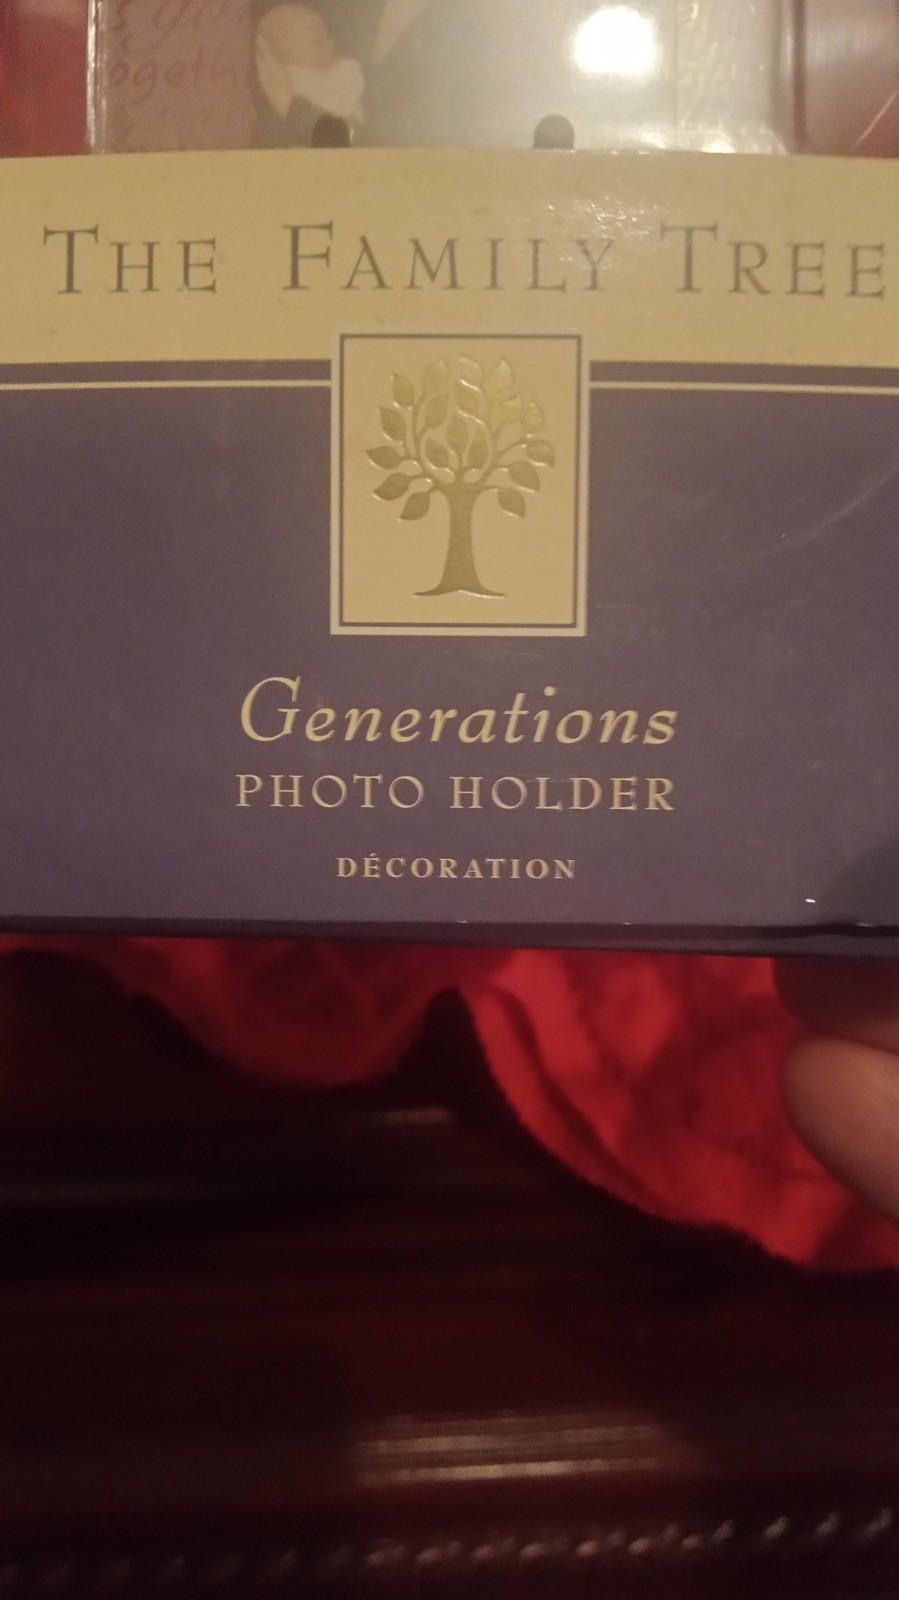 THE FAMILY TREE
Generations
PHOTO HOLDER
DÉCORATION